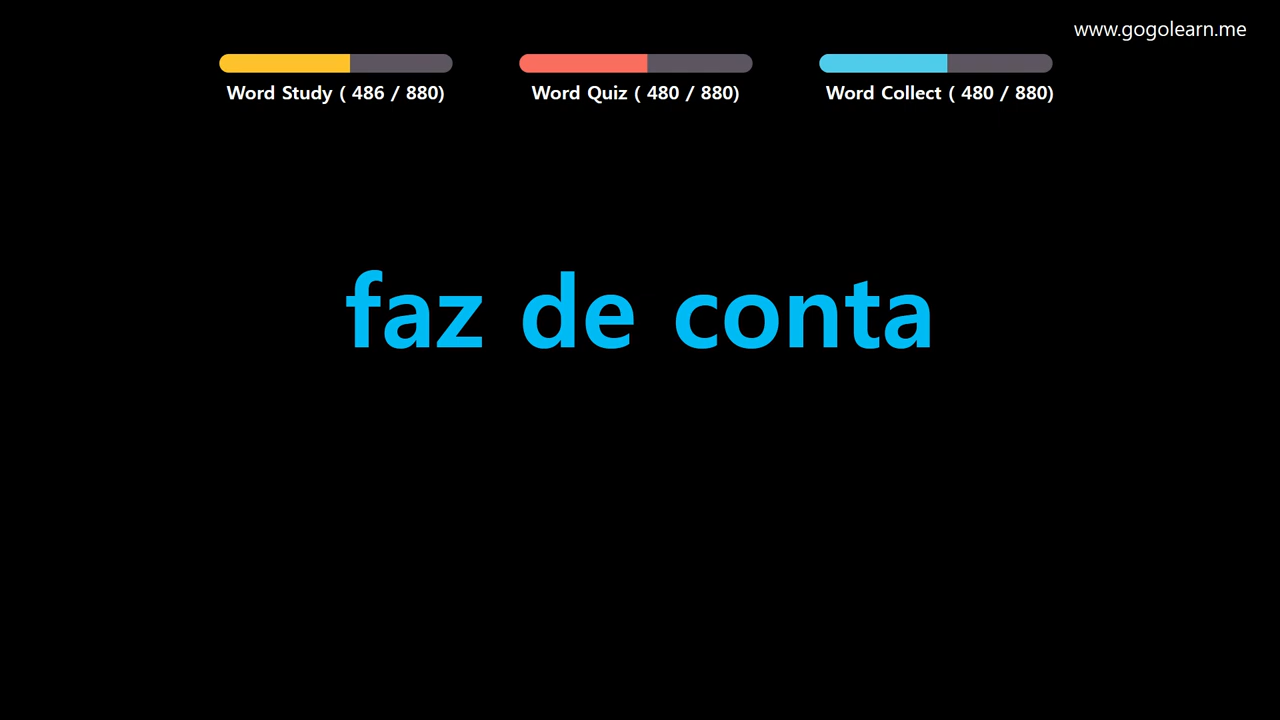 www.gogolearn.me
Word Study ( 486 / 880)
Word Quiz ( 480 / 880)
Word Collect ( 480 / 880)
faz de conta